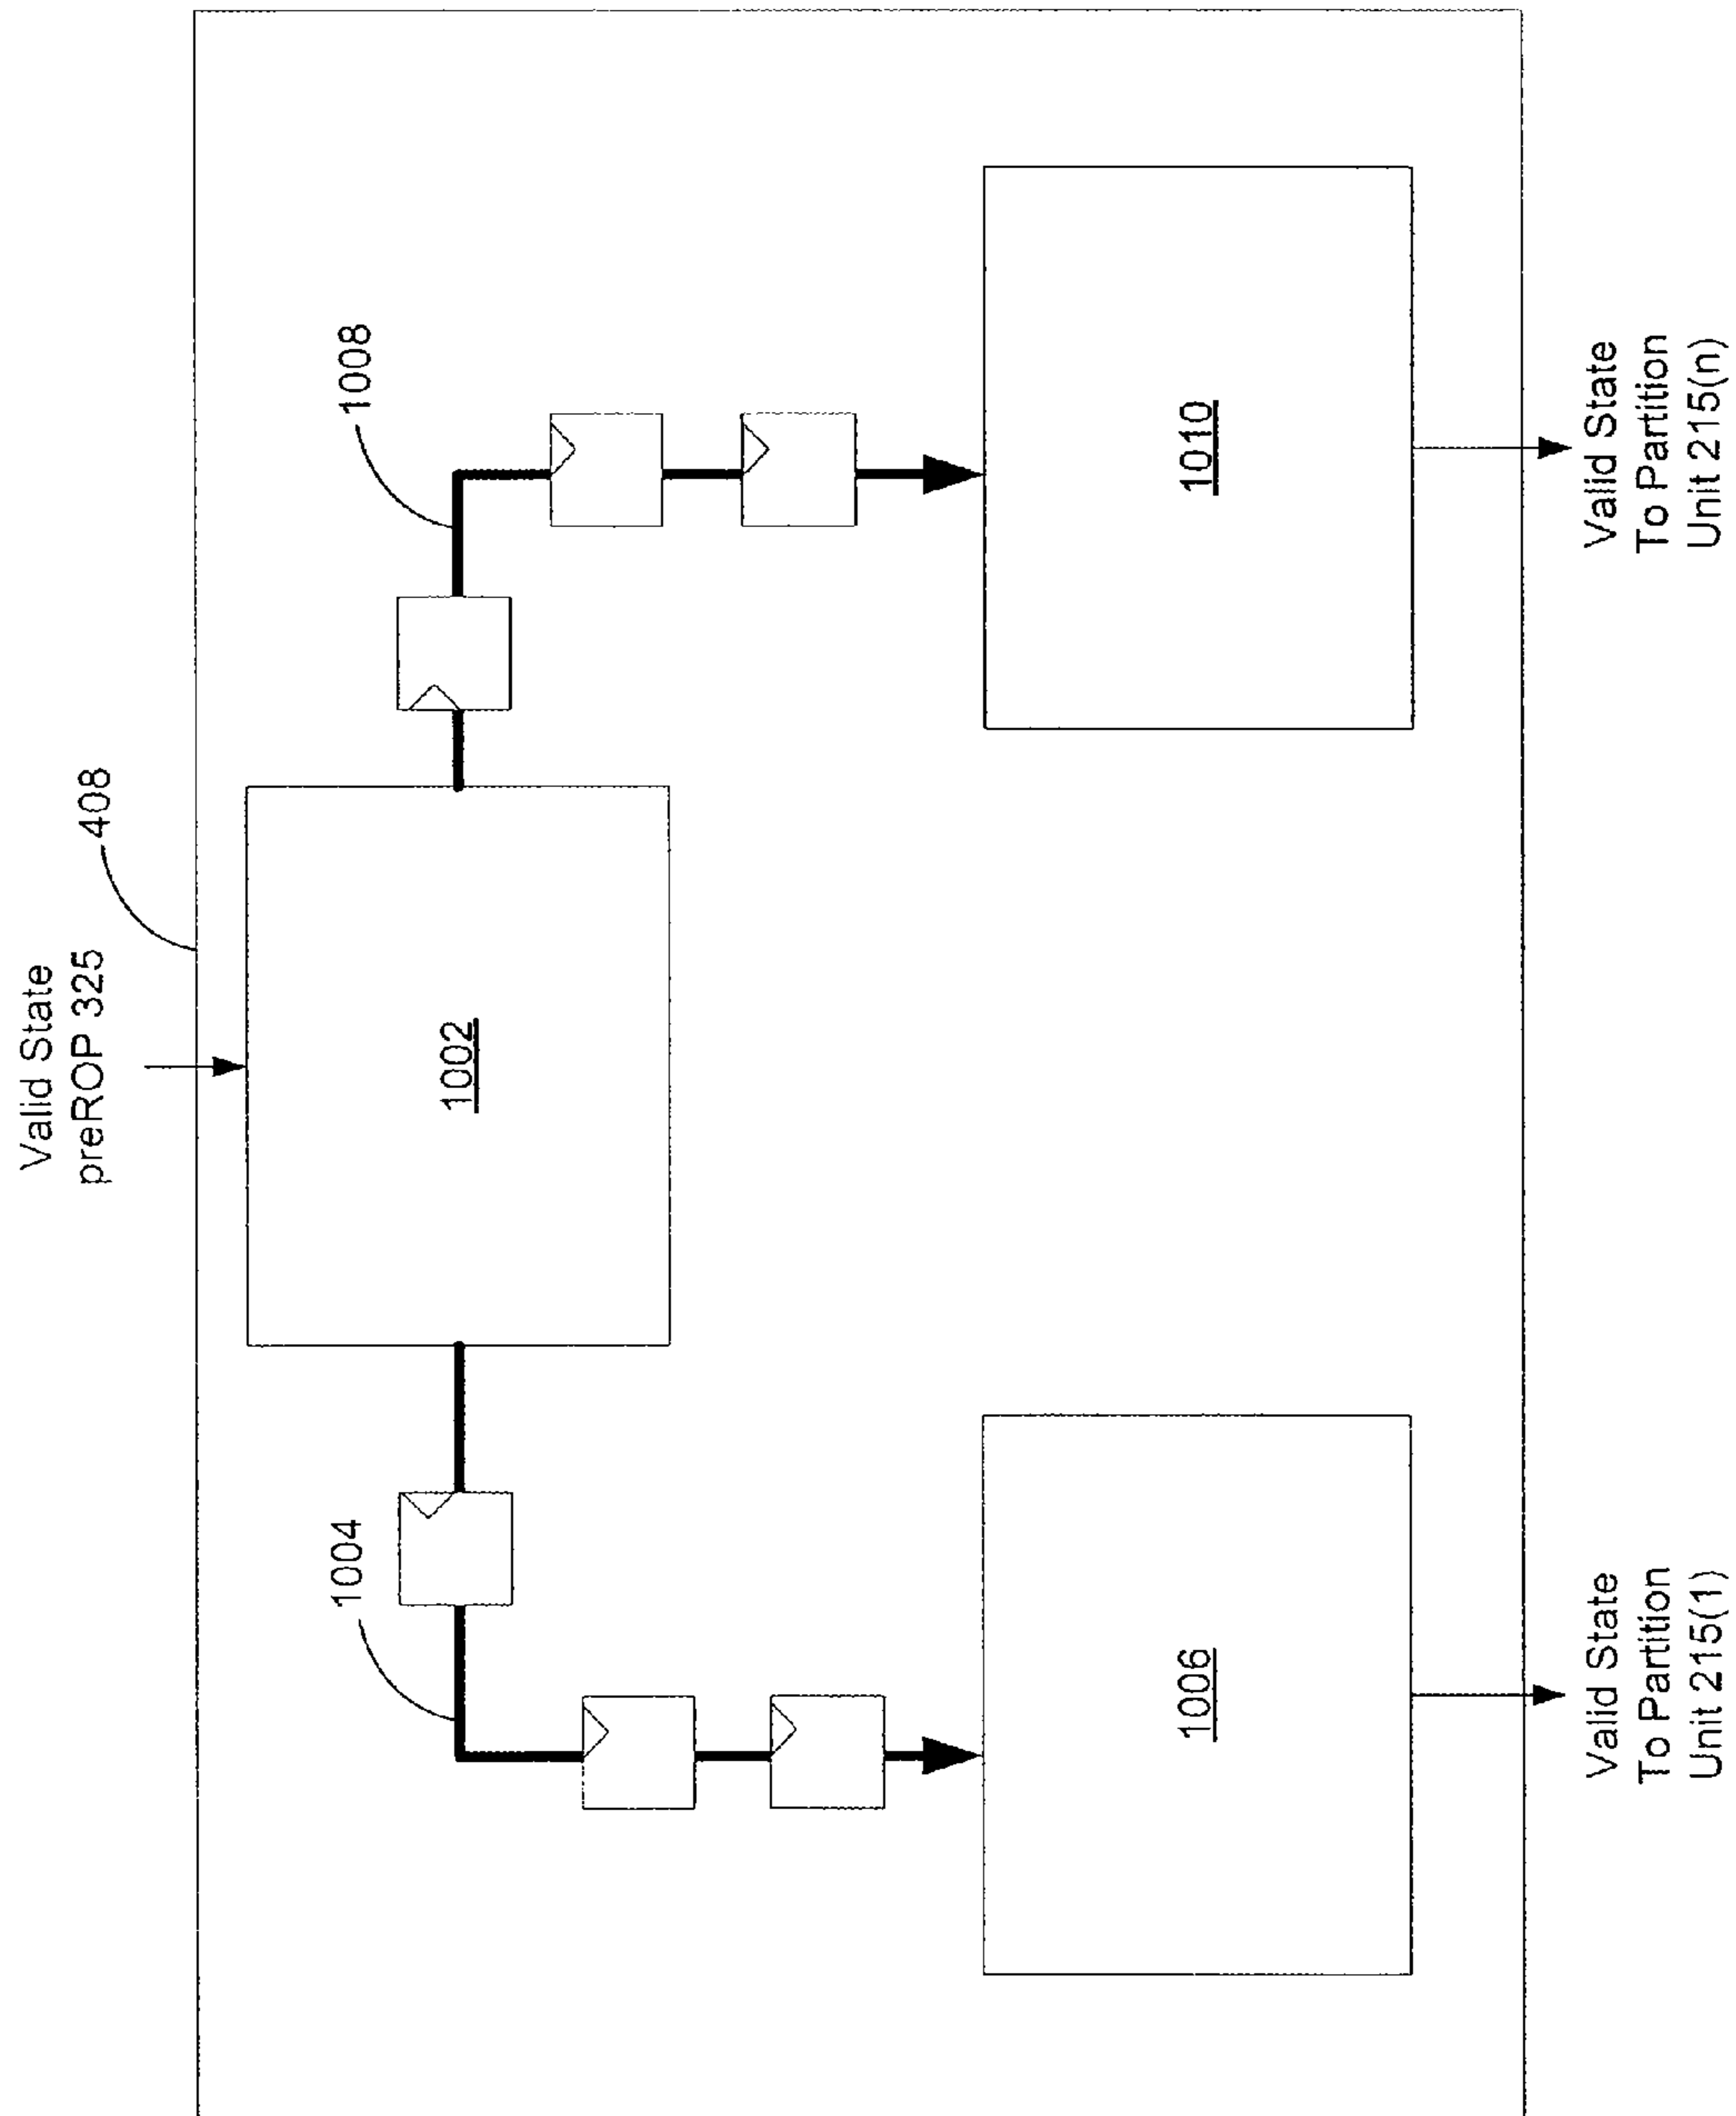 Valid State
preROP 325
408
1002
1004
1008
1006
1010
Valid State
To Partition
Unit 215(1)
Valid State
To Partition
Unit 215(n)